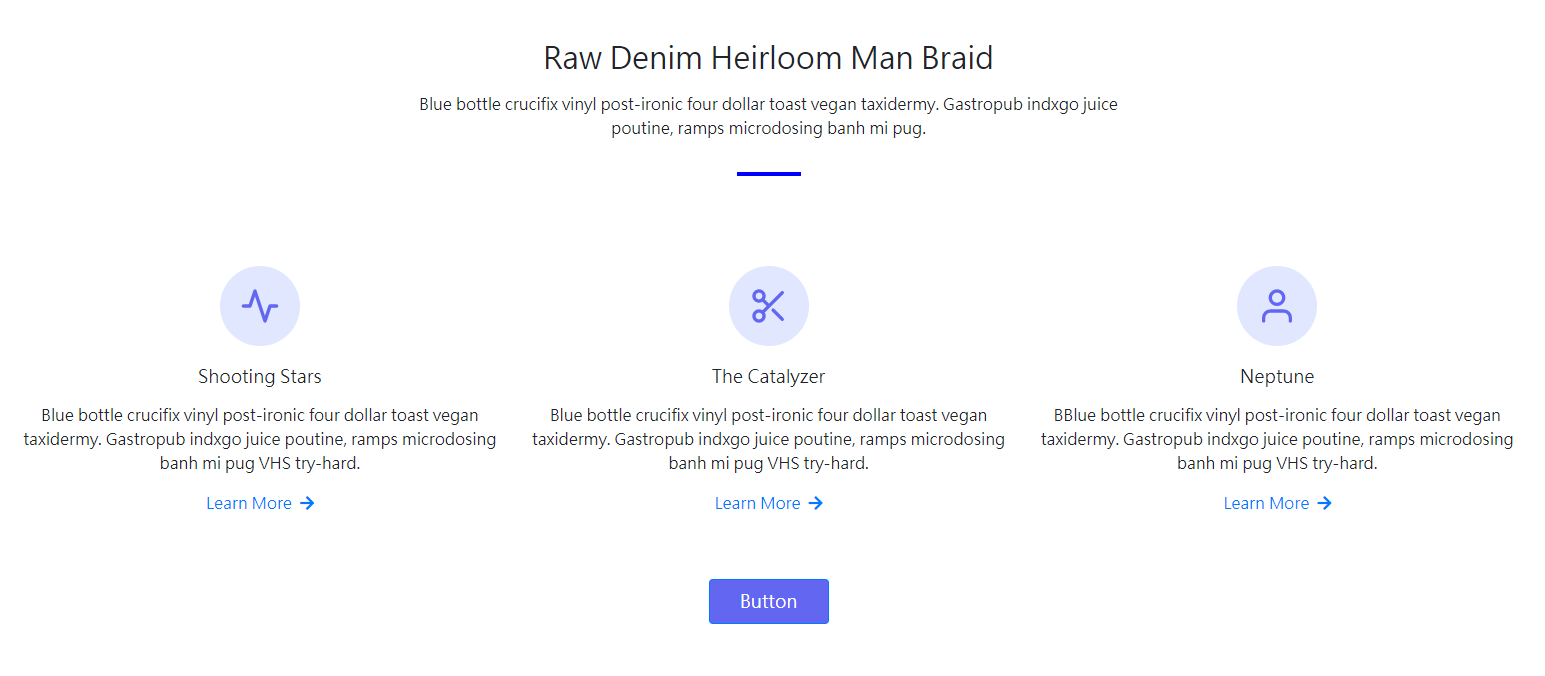 Raw Denim Heirloom Man Braid
Blue bottle crucifix vinyl post-ironic four dollar toast vegan taxidermy. Gastropub indxgo juice
poutine, ramps microdosing banh mi pug.
Shooting Stars
Blue bottle crucifix vinyl post-ironic four dollar toast vegan
taxidermy. Gastropub indxgo juice poutine, ramps microdosing
banh mi pug VHS try-hard.
Learn More
The Catalyzer
Blue bottle crucifix vinyl post-ironic four dollar toast vegan
taxidermy. Gastropub indxgo juice poutine, ramps microdosing
banh mi pug VHS try-hard.
Learn More
Neptune
BBlue bottle crucifix vinyl post-ironic four dollar toast vegan
taxidermy. Gastropub indxgo juice poutine, ramps microdosing
banh mi pug VHS try-hard.
Learn More
Button